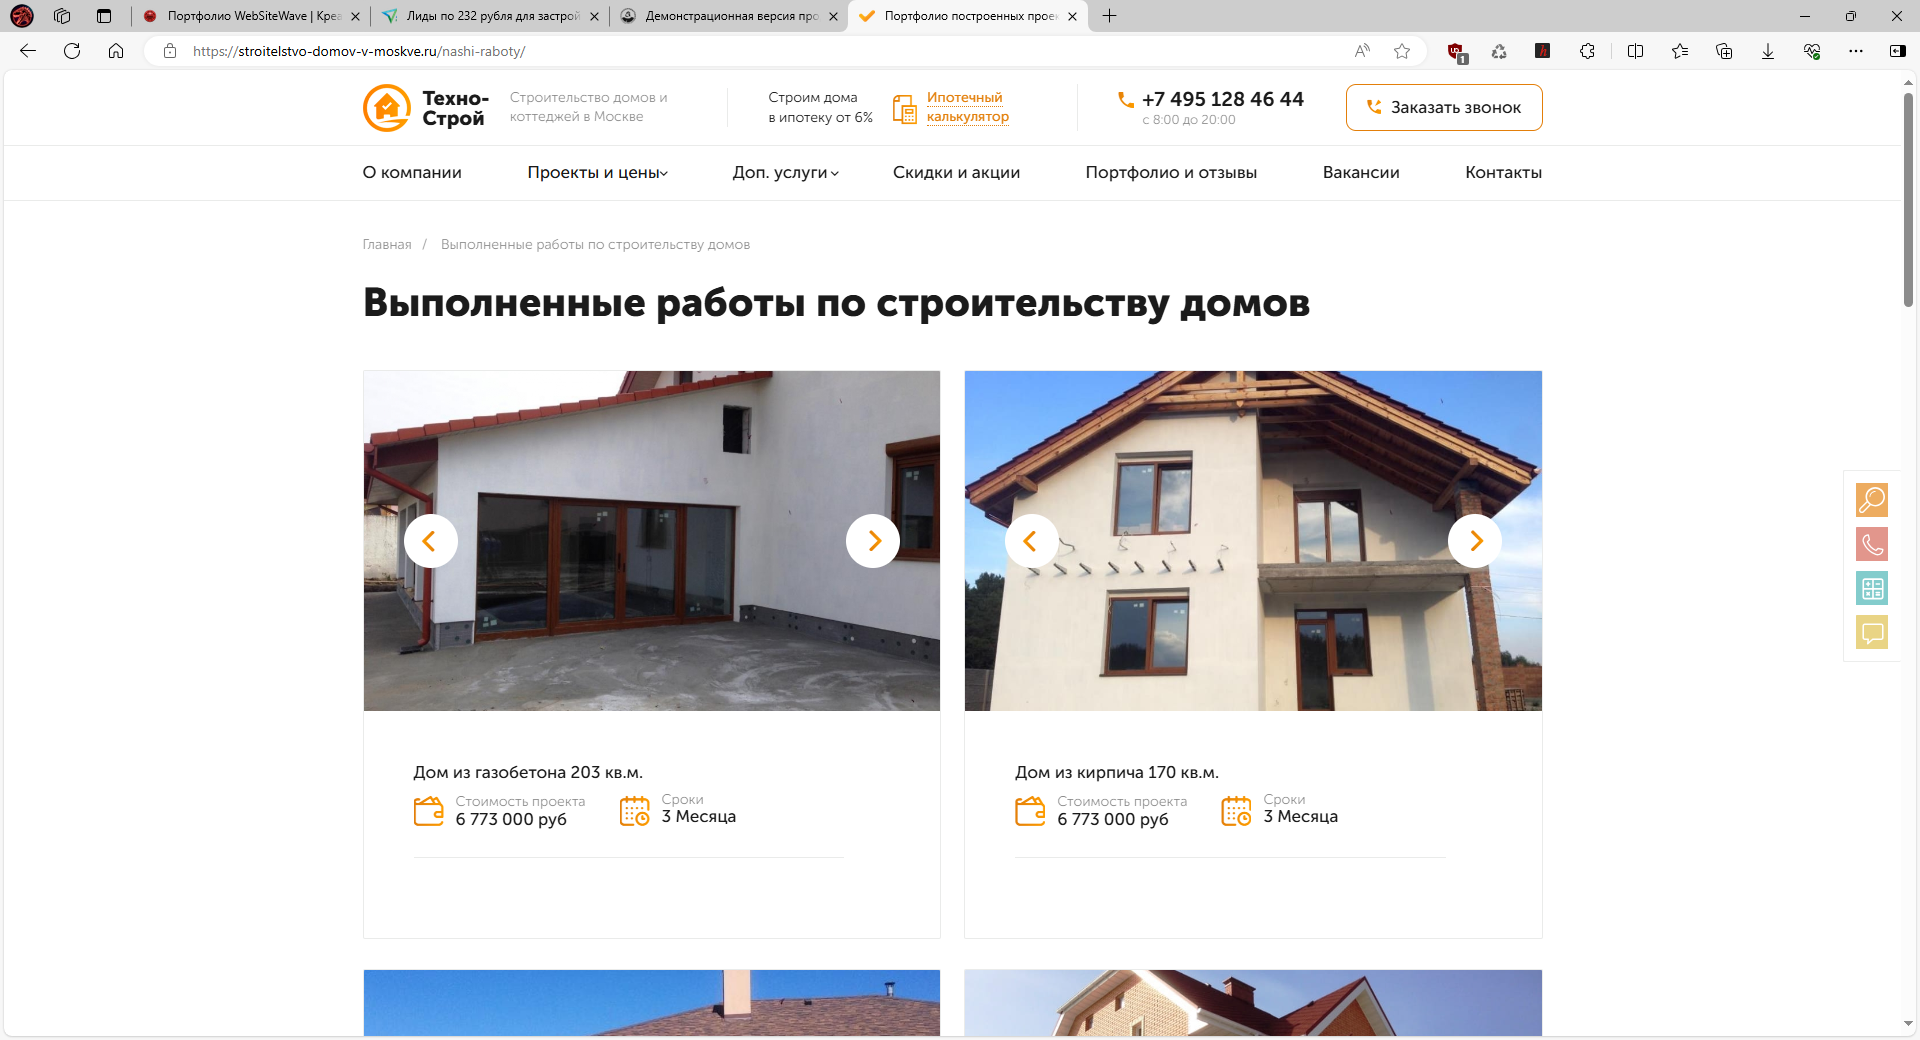 Портфолио WebSiteWave | Креа
Лиды по 232 рубля для застрой
Демонстрационная версия про
Портфолио построенных проек
https://stroitelstvo-domov-v-moskve.ru/nashi-raboty/
1
Техно-
Строй
Строительство домов и
коттеджей в Москве
Строим дома
в ипотеку от 6%
Ипотечный
калькулятор
+7 495 128 46 44
с 8:00 до 20:00
Заказать звонок
О компании
Проекты и цены
Доп. услуги
Скидки и акции
Портфолио и отзывы
Вакансии
Контакты
Главная / Выполненные работы по строительству домов
Выполненные работы по строительству домов
Дом из газобетона 203 кв.м.
Стоимость проекта
6 773 000 руб
Сроки
3 Месяца
Дом из кирпича 170 кв.м.
Стоимость проекта
6 773 000 руб
Сроки
3 Месяца